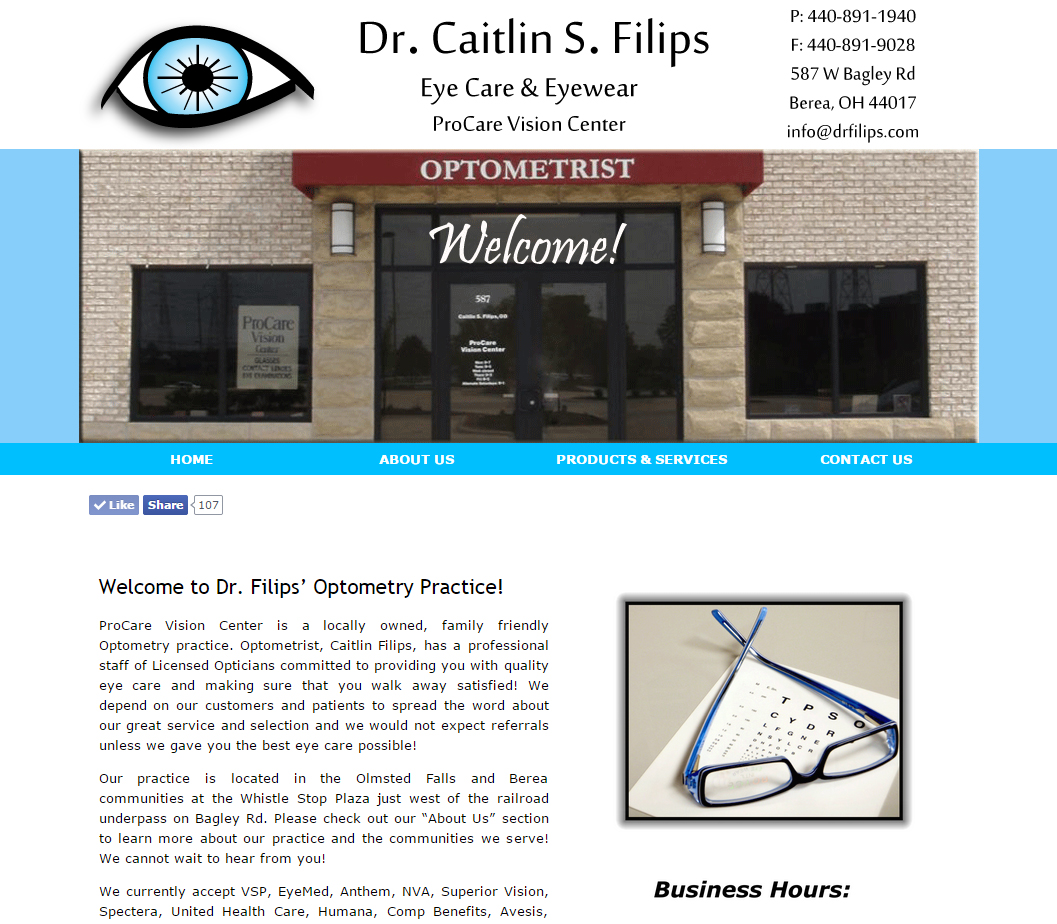 Dr. Caitlin S. Filips
Eye Care & Eyewear
ProCare Vision Center
P: 440-891-1940
F: 440-891-9028
587 W Bagley Rd
Berea, OH 44017
info@drfilips.com
OPTOMETRIST
Welcome!
587
Caitlin S. Filips, OD
ProCare
Vision Center
ProCare
Vision
Center
GLASSES
CONTACT LENSES
EYE EXAMINATIONS
HOME
ABOUT US
PRODUCTS & SERVICES
CONTACT US
Like
Share
107
Welcome to Dr. Filips’ Optometry Practice!
ProCare Vision Center is a locally owned, family friendly
Optometry practice. Optometrist, Caitlin Filips, has a professional
staff of Licensed Opticians committed to providing you with quality
eye care and making sure that you walk away satisfied! We
depend on our customers and patients to spread the word about
our great service and selection and we would not expect referrals
unless we gave you the best eye care possible!
Our practice is located in the Olmsted Falls and Berea
communities at the Whistle Stop Plaza just west of the railroad
underpass on Bagley Rd. Please check out our “About Us” section
to learn more about our practice and the communities we serve!
We cannot wait to hear from you!
We currently accept VSP, EyeMed, Anthem, NVA, Superior Vision,
Spectera, United Health Care, Humana, Comp Benefits, Avesis,
T P S O
C Y D R
L F G N E
Business Hours: